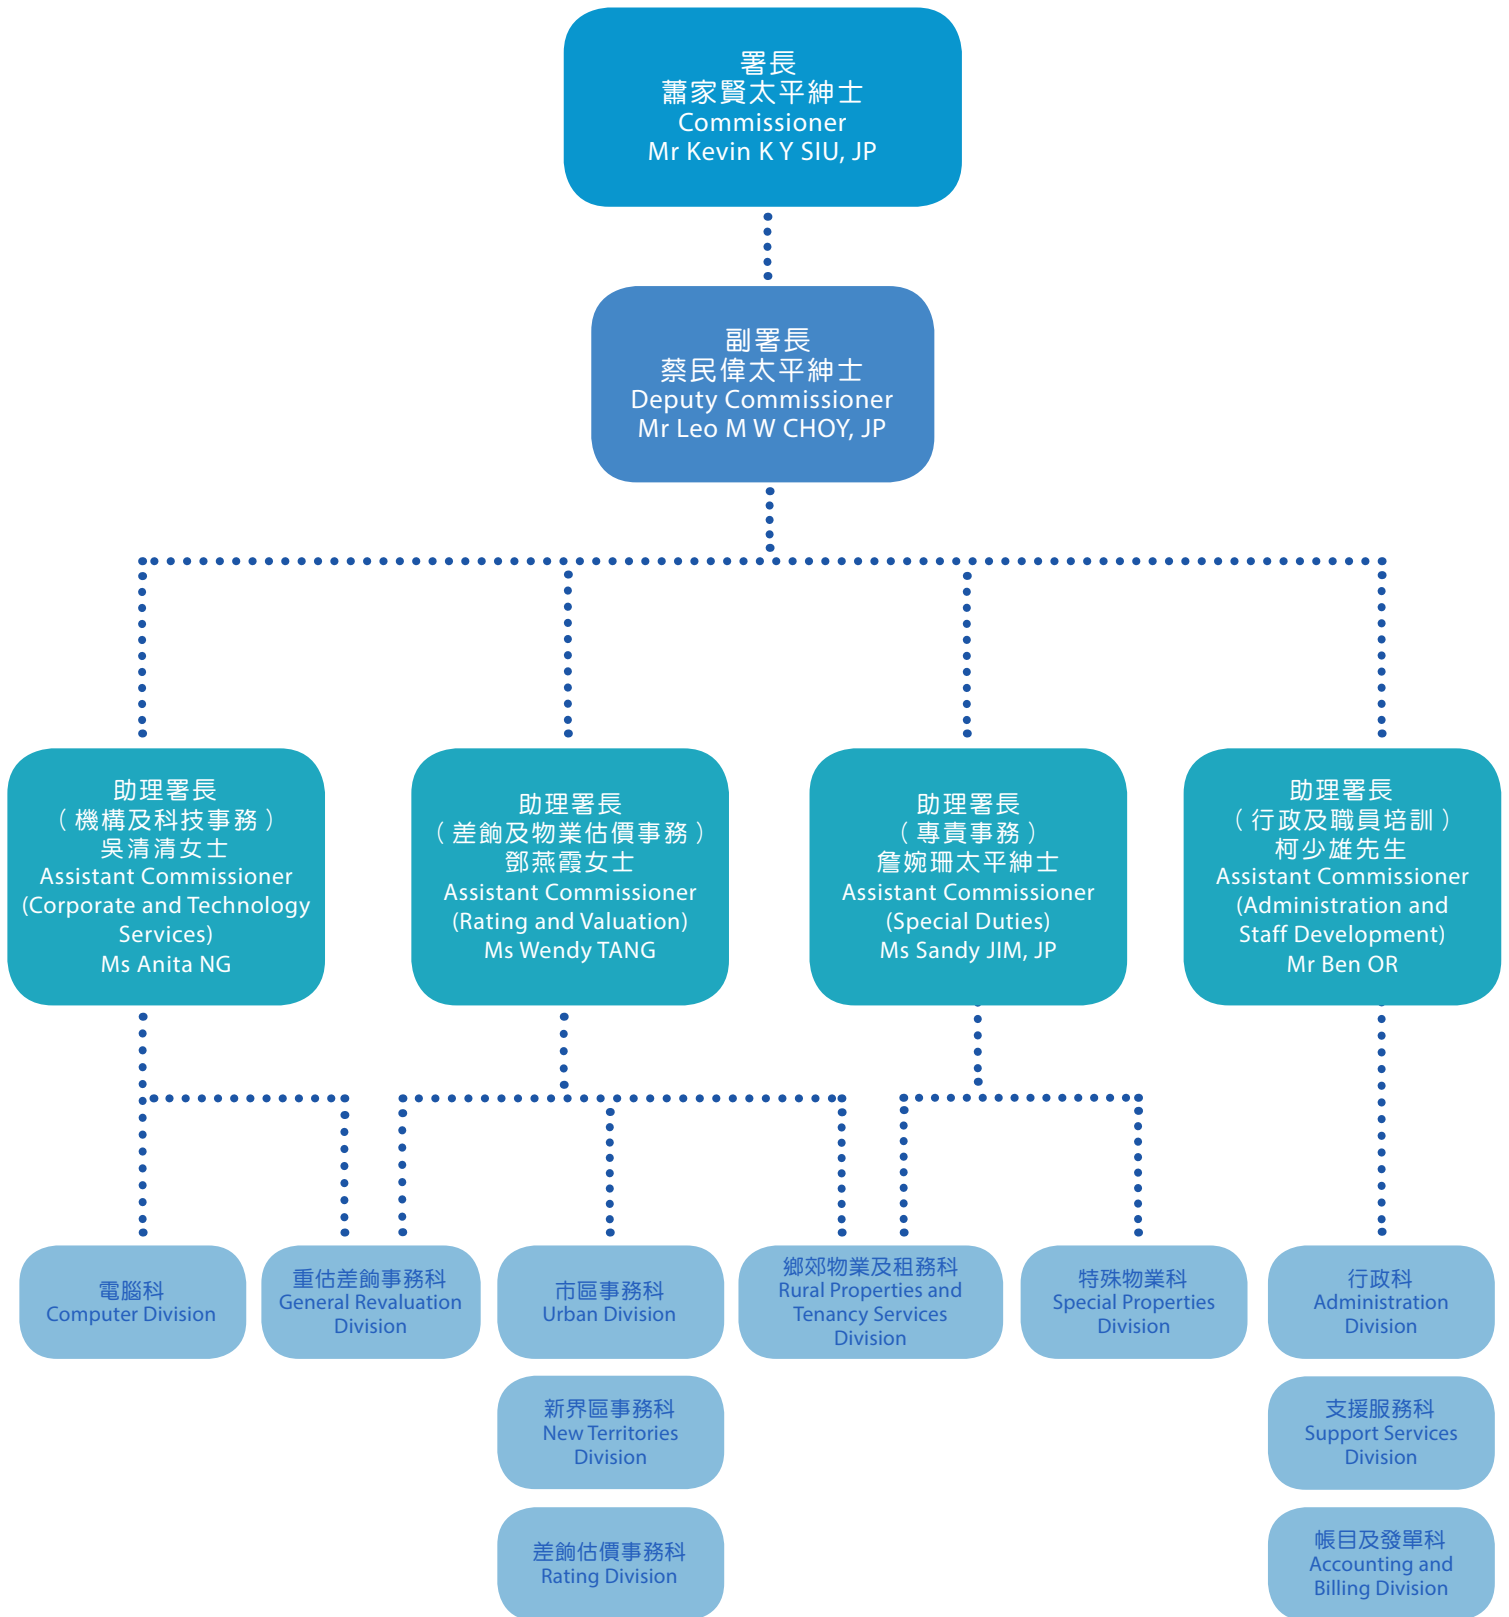 署長
蕭家賢太平紳士
Commissioner
Mr Kevin K Y SIU, JP
副署長
蔡民偉太平紳士
Deputy Commissioner
Mr Leo M W CHOY, JP
助理署長
（機構及科技事務）
吳清清女士
Assistant Commissioner
(Corporate and Technology
Services)
Ms Anita NG
助理署長
（差餉及物業估價事務）
鄧燕霞女士
Assistant Commissioner
(Rating and Valuation)
Ms Wendy TANG
助理署長
（專責事務）
詹婉珊太平紳士
Assistant Commissioner
(Special Duties)
Ms Sandy JIM, JP
助理署長
（行政及職員培訓）
柯少雄先生
Assistant Commissioner
(Administration and
Staff Development)
Mr Ben OR
電腦科
Computer Division
重估差餉事務科
General Revaluation
Division
市區事務科
Urban Division
鄉郊物業及租務科
Rural Properties and
Tenancy Services
Division
特殊物業科
Special Properties
Division
行政科
Administration
Division
新界區事務科
New Territories
Division
支援服務科
Support Services
Division
差餉估價事務科
Rating Division
帳目及發單科
Accounting and
Billing Division